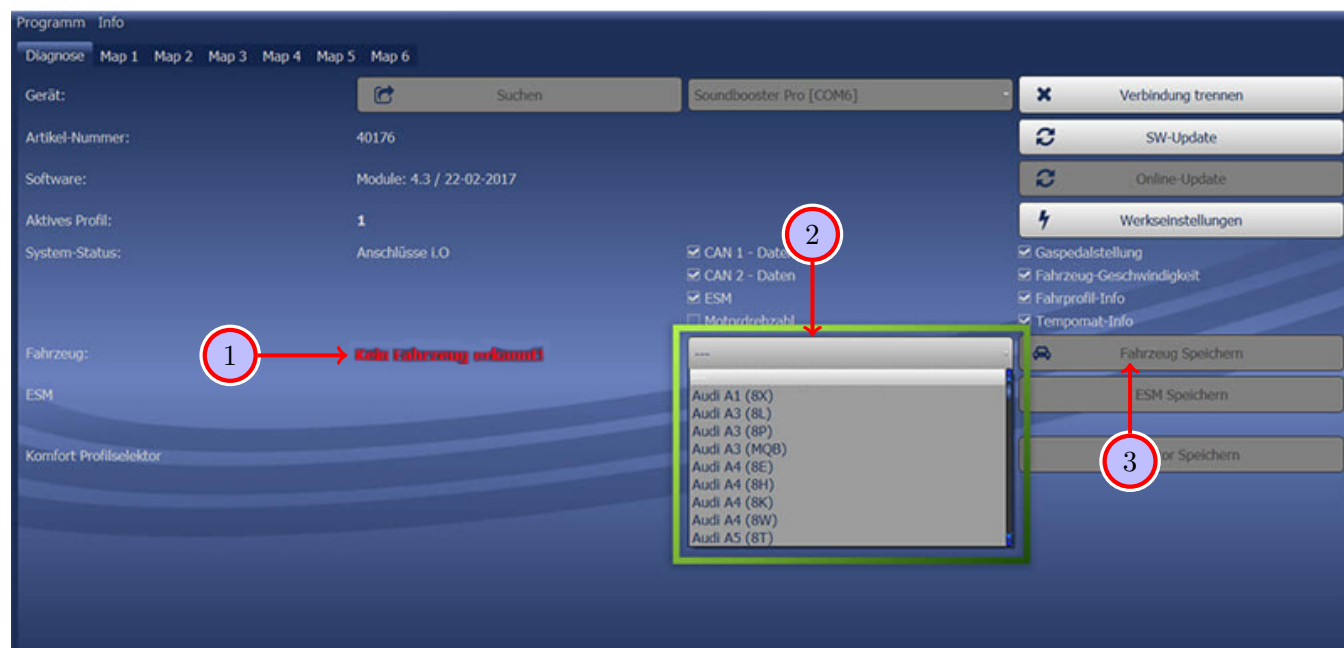 Programm Info
Diagnose Map 1 Map 2 Map 3 Map 4 Map 5 Map 6
Gerät: Suchen Soundbooster Pro [COM6] Verbindung trennen
Artikel-Nummer: 40176 SW-Update
Software: Module: 4.3 / 22-02-2017 Online-Update
Aktives Profil: 1 Werkseinstellungen
2
System-Status: Anschlüsse i.O CAN 1 - Daten Gaspedalstellung
CAN 2 - Daten Fahrzeug-Geschwindigkeit
ESM Fahrprofil-Info
Motordrehzahl Tempomat-Info
Fahrzeug: 1 Kein Fahrzeug erkannt! --- Fahrzeug Speichern
Audi A1 (8X)
ESM ESM Speichern
Audi A3 (8L)
Audi A3 (8P)
Audi A3 (MQB)
Komfort Profilselektor 3 or Speichern
Audi A4 (8E)
Audi A4 (8H)
Audi A4 (8K)
Audi A4 (8W)
Audi A5 (8T)